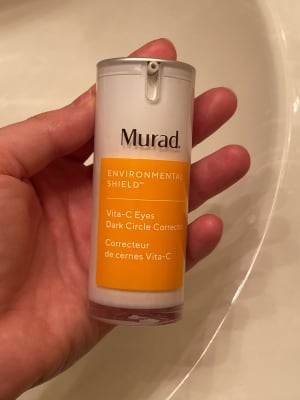 Murad.
ENVIRONMENTAL
SHIELD™
Vita-C Eyes
Dark Circle
Correcteur
de cernes Vita-C